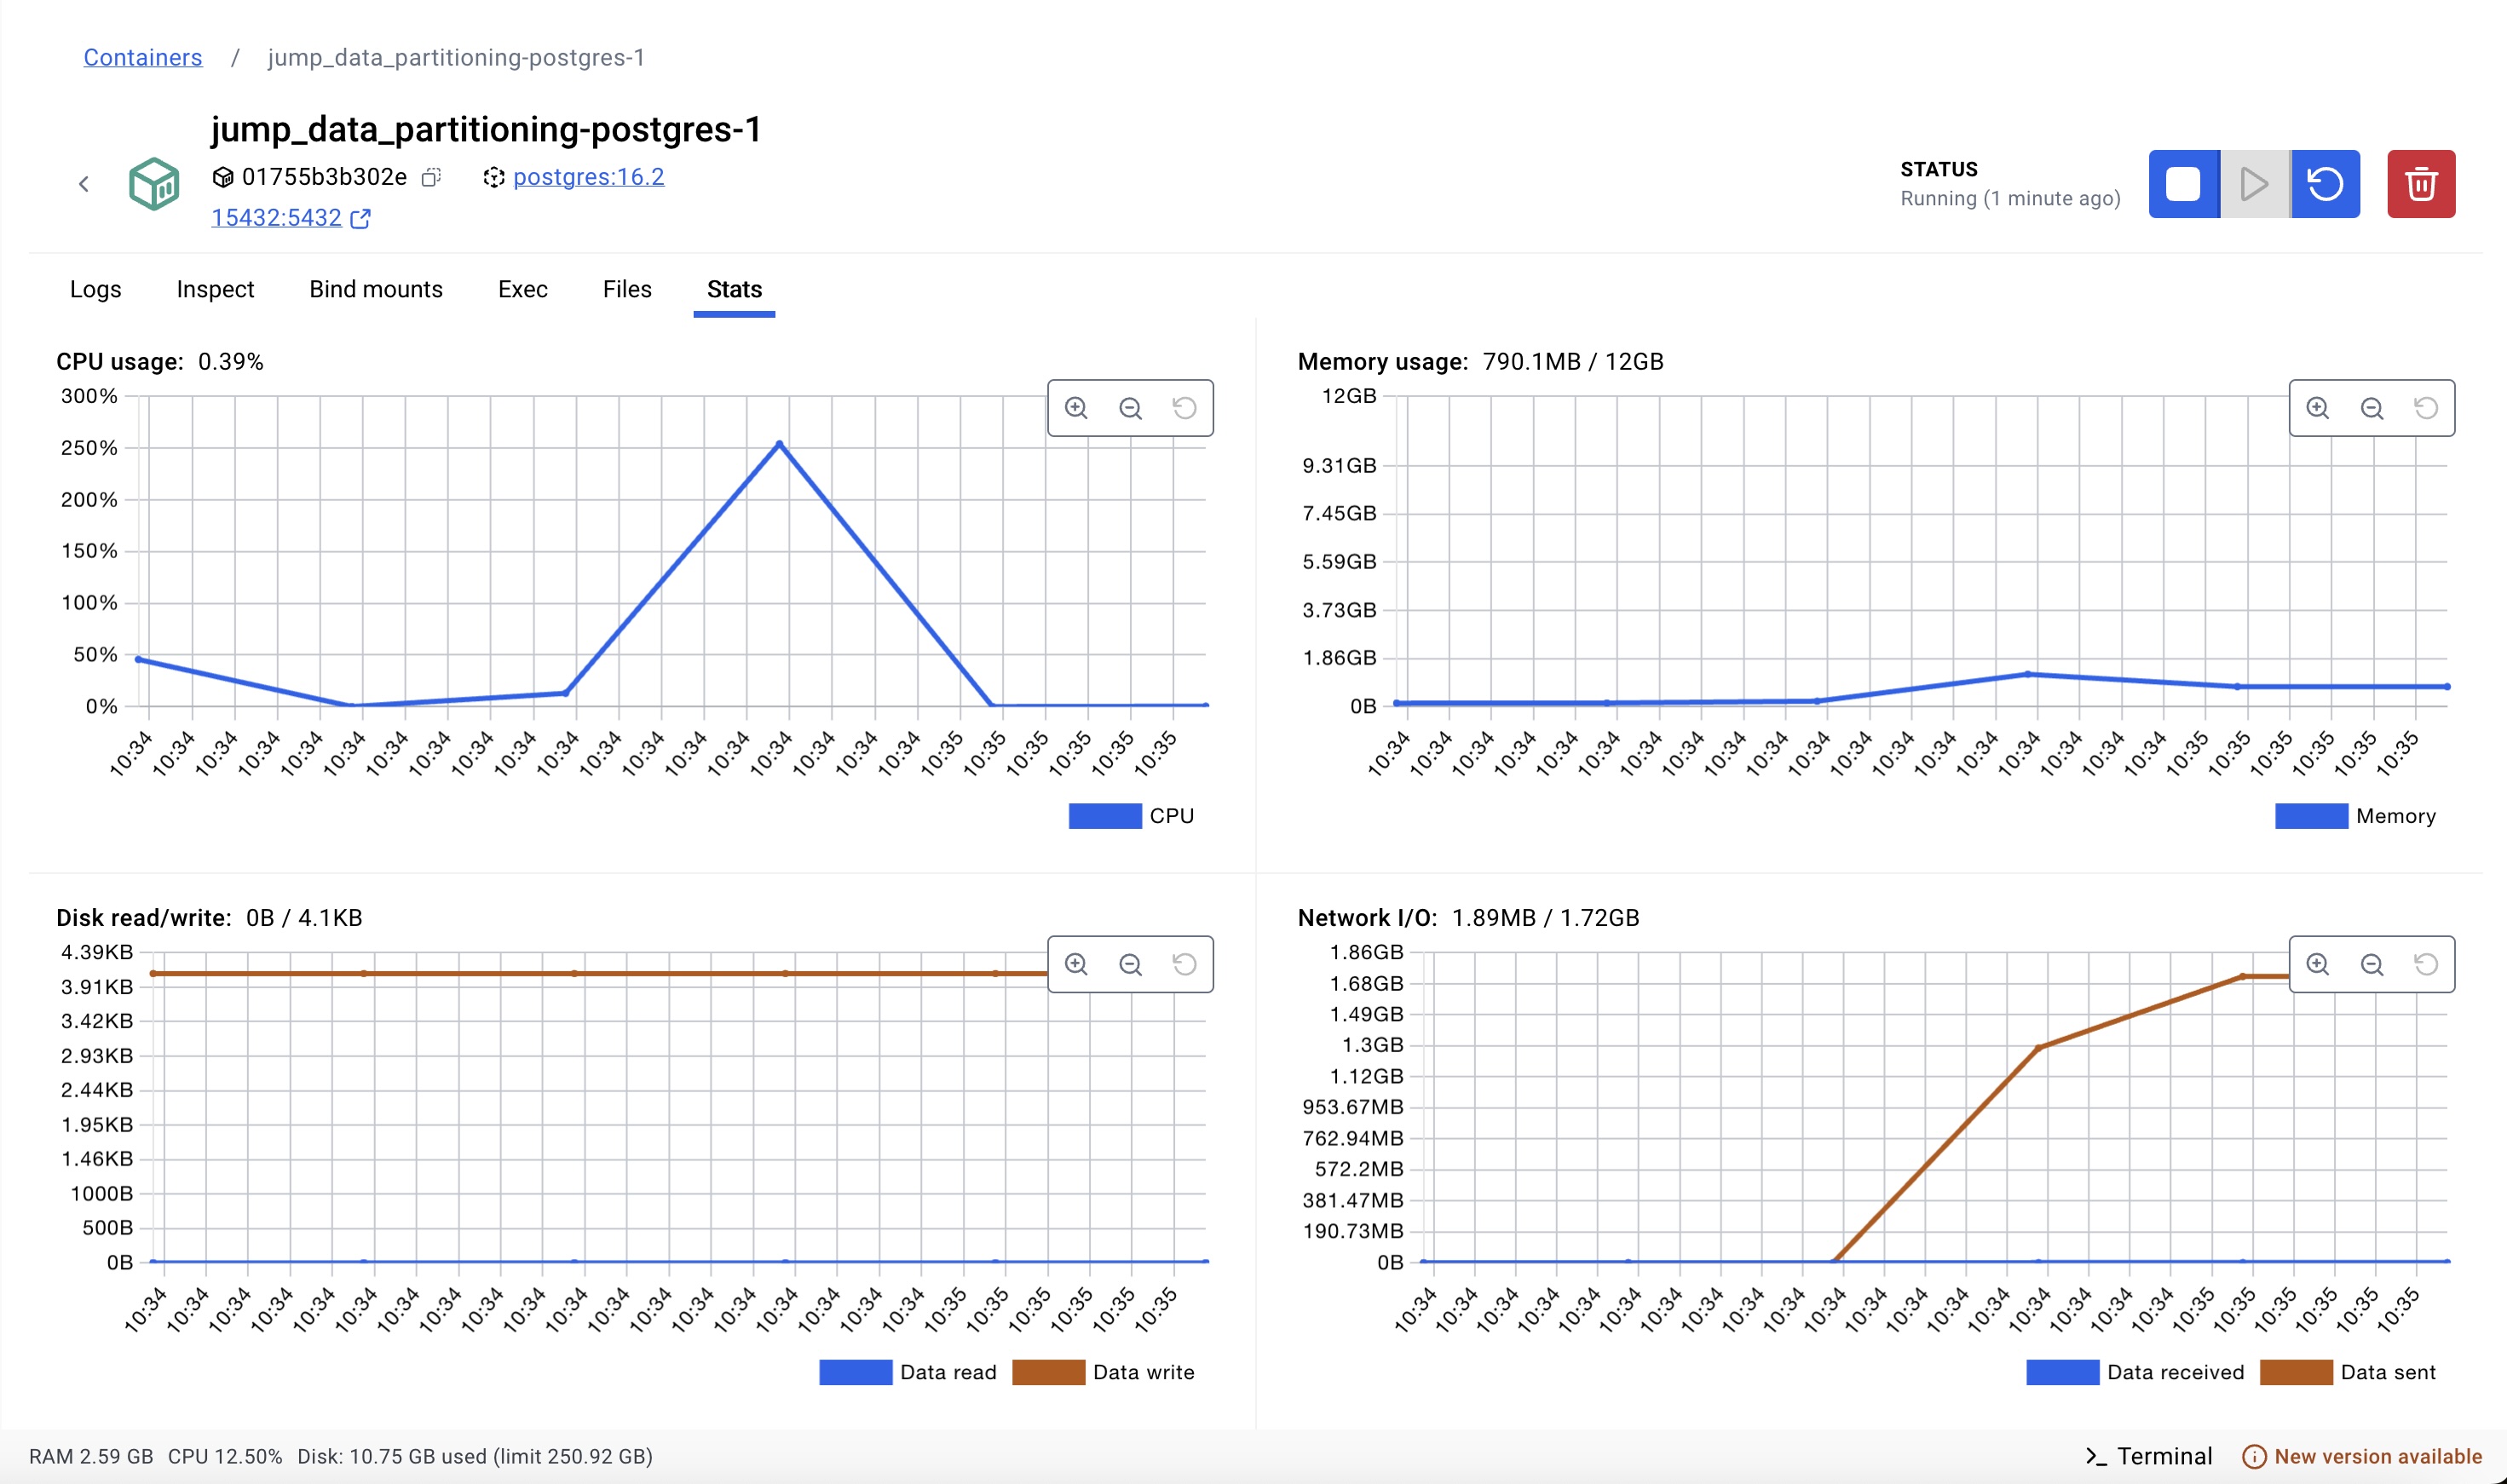 Containers / jump_data_partitioning-postgres-1
jump_data_partitioning-postgres-1
01755b3b302e postgres:16.2
15432:5432
STATUS
Running (1 minute ago)
Logs Inspect Bind mounts Exec Files Stats
CPU usage: 0.39%
300%
250%
200%
150%
100%
50%
0%
10:34 10:34 10:34 10:34 10:34 10:34 10:34 10:34 10:34 10:34 10:34 10:34 10:34 10:34 10:34 10:34 10:34 10:34 10:34 10:35 10:35 10:35 10:35 10:35 10:35
CPU
Memory usage: 790.1MB / 12GB
12GB
9.31GB
7.45GB
5.59GB
3.73GB
1.86GB
0B
10:34 10:34 10:34 10:34 10:34 10:34 10:34 10:34 10:34 10:34 10:34 10:34 10:34 10:34 10:34 10:34 10:34 10:34 10:34 10:35 10:35 10:35 10:35 10:35 10:35
Memory
Disk read/write: 0B / 4.1KB
4.39KB
3.91KB
3.42KB
2.93KB
2.44KB
1.95KB
1.46KB
1000B
500B
0B
10:34 10:34 10:34 10:34 10:34 10:34 10:34 10:34 10:34 10:34 10:34 10:34 10:34 10:34 10:34 10:34 10:34 10:34 10:34 10:35 10:35 10:35 10:35 10:35 10:35
Data read Data write
Network I/O: 1.89MB / 1.72GB
1.86GB
1.68GB
1.49GB
1.3GB
1.12GB
953.67MB
762.94MB
572.2MB
381.47MB
190.73MB
0B
10:34 10:34 10:34 10:34 10:34 10:34 10:34 10:34 10:34 10:34 10:34 10:34 10:34 10:34 10:34 10:34 10:34 10:34 10:34 10:35 10:35 10:35 10:35 10:35 10:35
Data received Data sent
RAM 2.59 GB CPU 12.50% Disk: 10.75 GB used (limit 250.92 GB)
Terminal
New version available